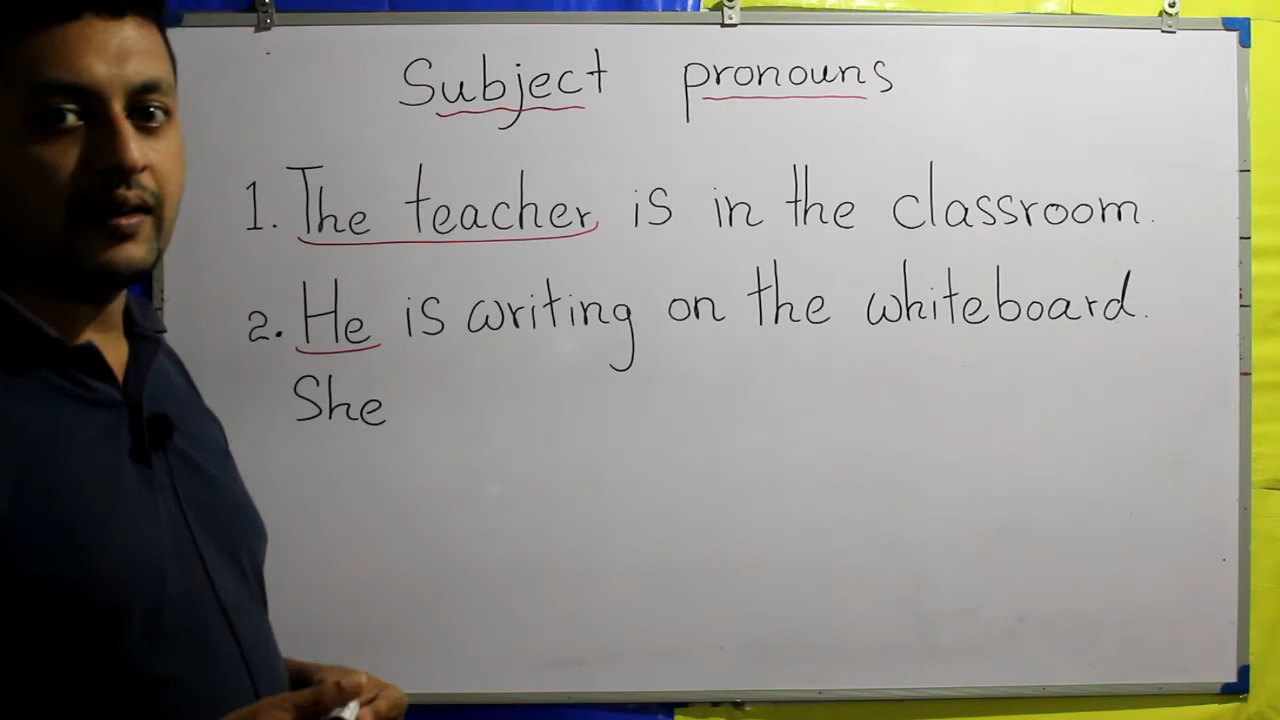 Subject pronouns
1. The teacher is in the classroom.
2. He is writing on the whiteboard.
She